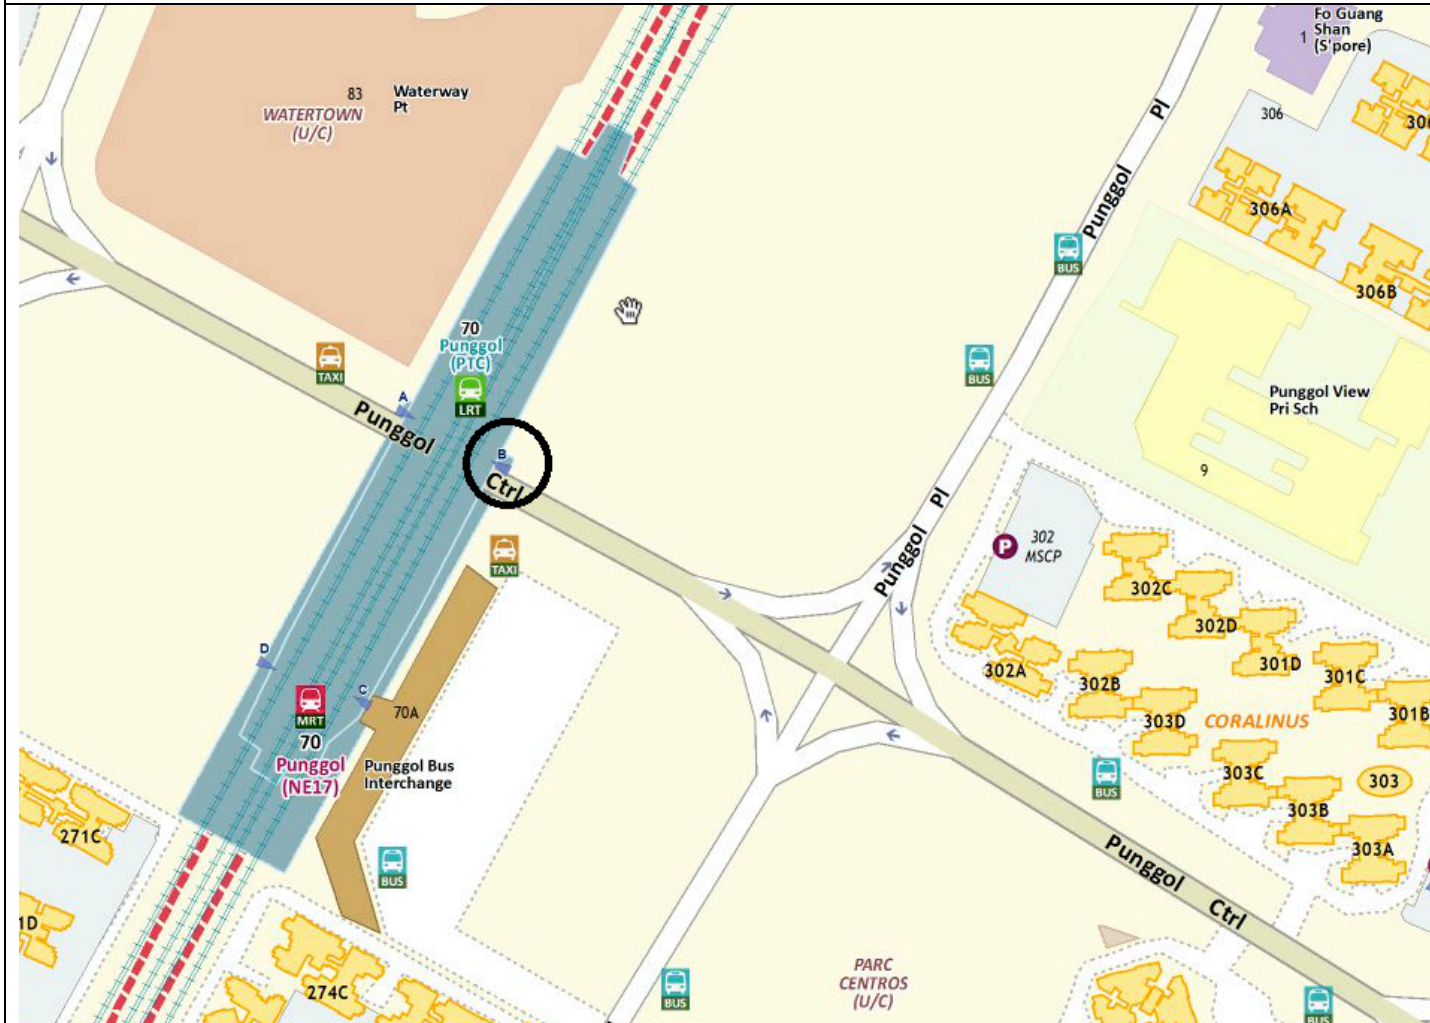 Fo Guang
Shan
(S'pore)
1
83
Waterway
Pt
WATERTOWN
(U/C)
306
306A
306B
Punggol Pl
BUS
BUS
70
Punggol
(PTC)
LRT
TAXI
A
B
Punggol
Ctrl
Punggol View
Pri Sch
9
TAXI
Punggol Pl
P
302
MSCP
302C
302D
301D
301C
301B
302A
302B
303D
CORALINUS
303C
303
303B
303A
D
C
MRT
70
Punggol
(NE17)
70A
Punggol Bus
Interchange
BUS
BUS
271C
1D
274C
Punggol
Ctrl
PARC
CENTROS
(U/C)
BUS
BUS